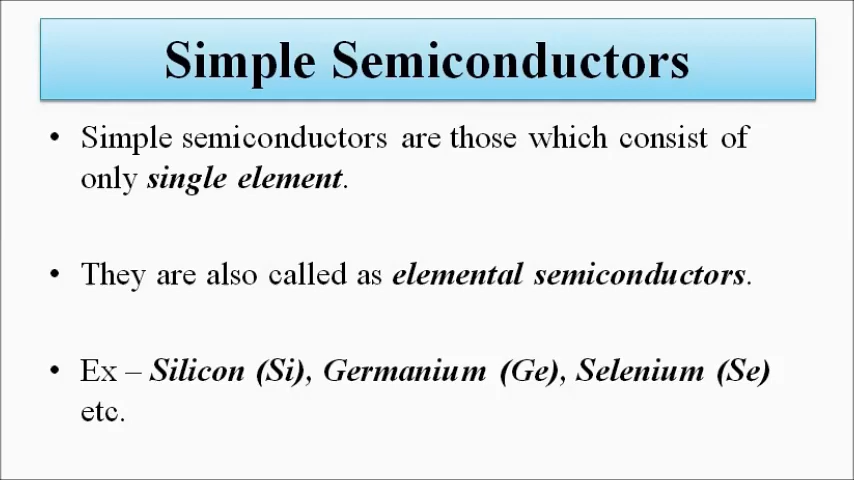 Simple Semiconductors
• Simple semiconductors are those which consist of
only single element.
• They are also called as elemental semiconductors.
• Ex – Silicon (Si), Germanium (Ge), Selenium (Se)
etc.